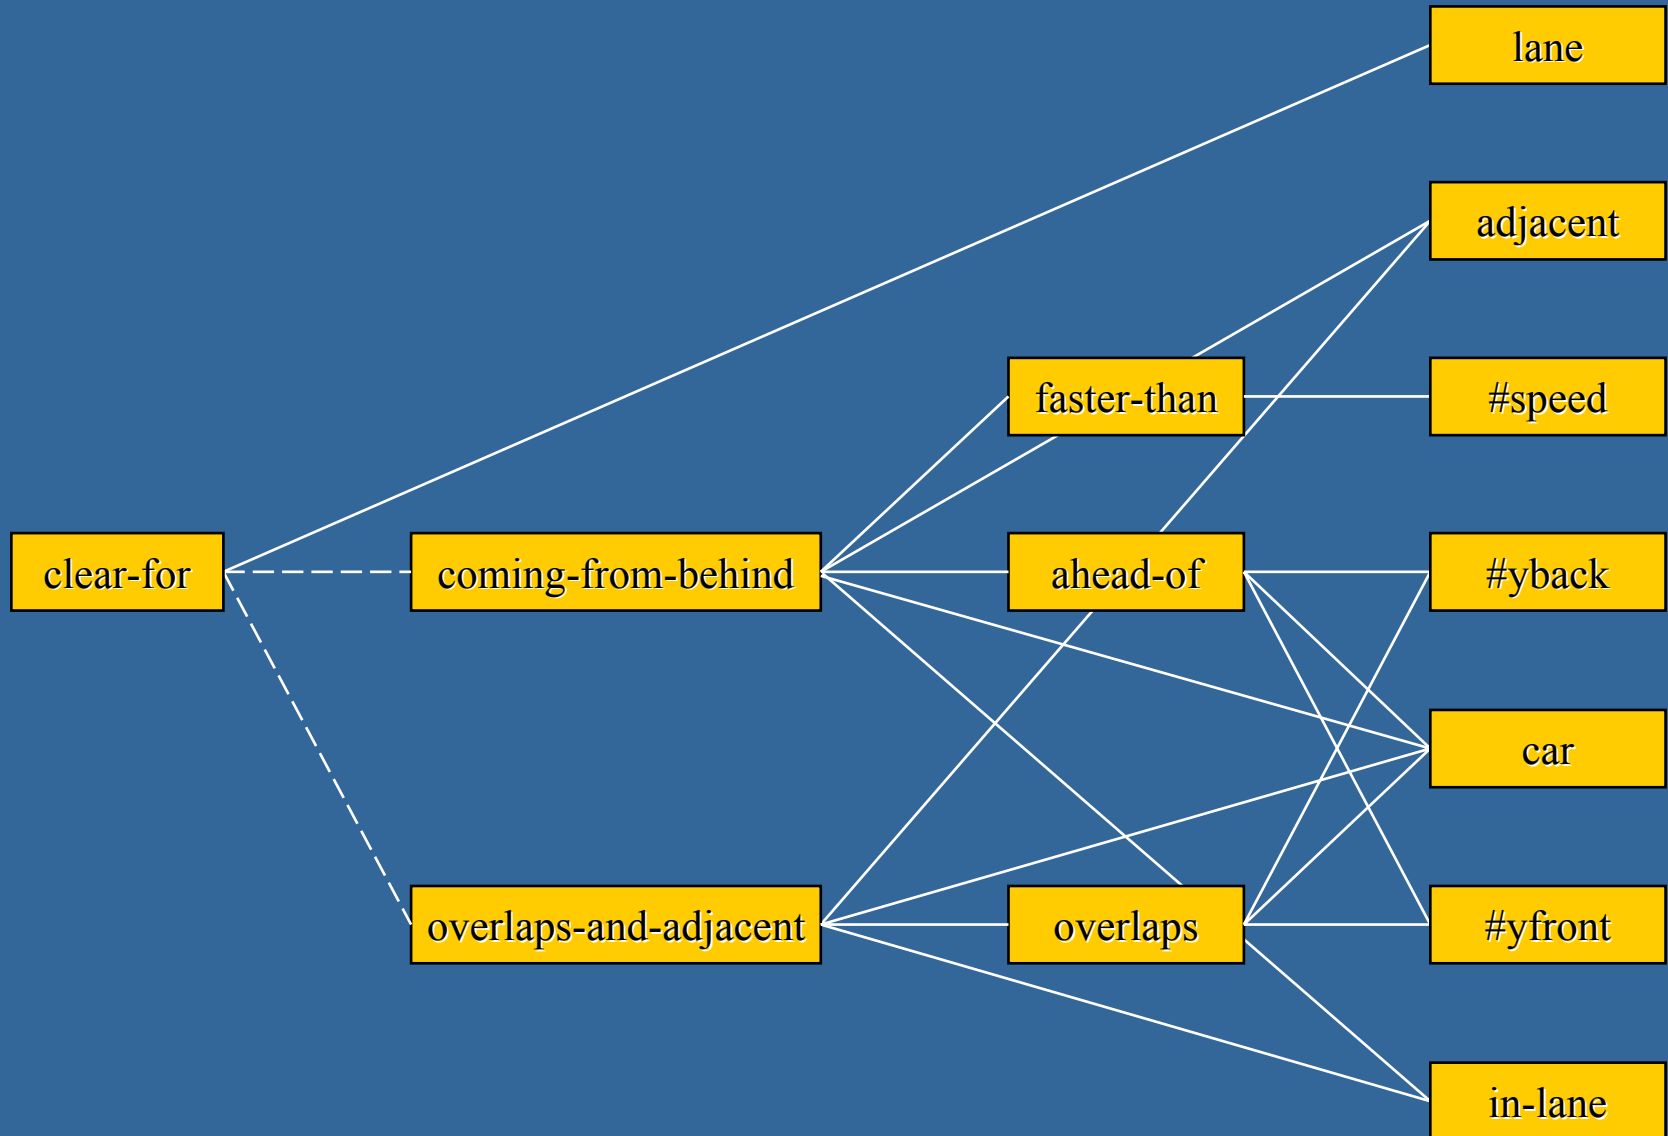 lane
adjacent
faster-than
#speed
clear-for
coming-from-behind
ahead-of
#yback
car
overlaps-and-adjacent
overlaps
#yfront
in-lane